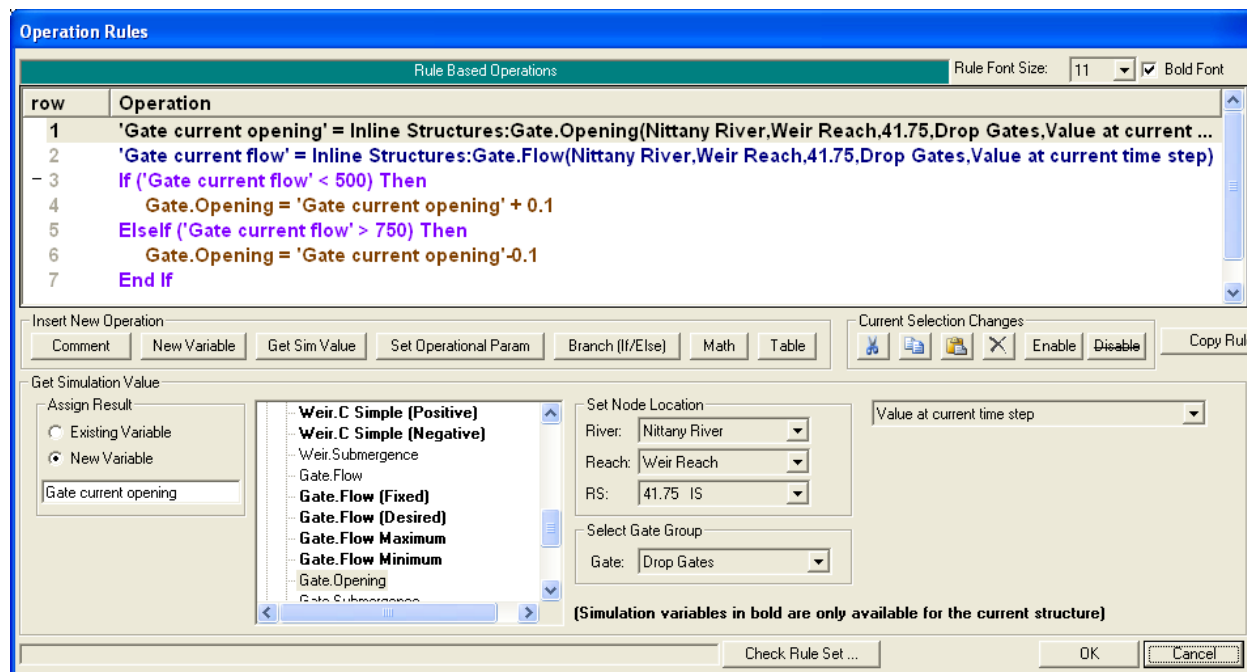 Operation Rules
Rule Based Operations
Rule Font Size: 11 Bold Font
row Operation
1 'Gate current opening' = Inline Structures:Gate.Opening(Nittany River,Weir Reach,41.75,Drop Gates,Value at current ...
2 'Gate current flow' = Inline Structures:Gate.Flow(Nittany River,Weir Reach,41.75,Drop Gates,Value at current time step)
3 If ('Gate current flow' < 500) Then
4 Gate.Opening = 'Gate current opening' + 0.1
5 ElseIf ('Gate current flow' > 750) Then
6 Gate.Opening = 'Gate current opening'-0.1
7 End If
Insert New Operation
Comment New Variable Get Sim Value Set Operational Param Branch (If/Else) Math Table
Current Selection Changes
Enable Disable
Copy Rul
Get Simulation Value
Assign Result
Existing Variable
New Variable
Gate current opening
Weir.C Simple (Positive)
Weir.C Simple (Negative)
Weir.Submergence
Gate.Flow
Gate.Flow (Fixed)
Gate.Flow (Desired)
Gate.Flow Maximum
Gate.Flow Minimum
Gate.Opening
Gate.Submergence
Set Node Location
River: Nittany River
Reach: Weir Reach
RS: 41.75 IS
Select Gate Group
Gate: Drop Gates
Value at current time step
(Simulation variables in bold are only available for the current structure)
Check Rule Set ...
OK
Cancel